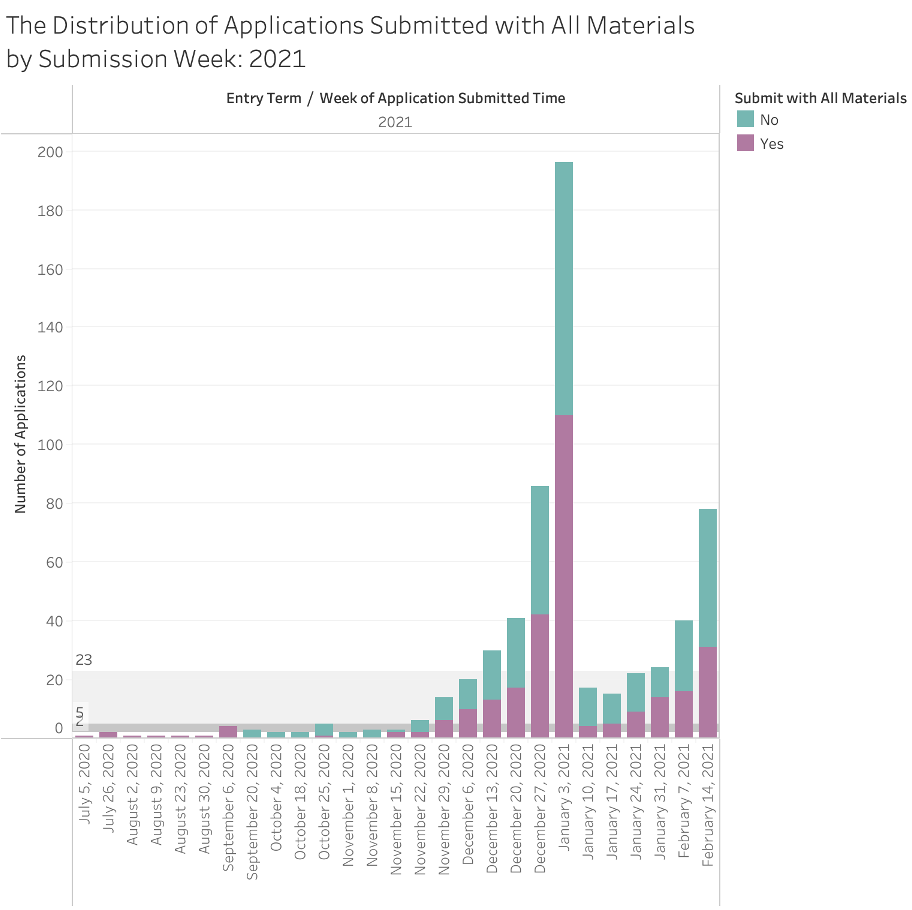 The Distribution of Applications Submitted with All Materials
by Submission Week: 2021
Entry Term / Week of Application Submitted Time
2021
Submit with All Materials
No
Yes
Number of Applications
200
180
160
140
120
100
80
60
40
20
0
23
5
2
July 5, 2020
July 26, 2020
August 2, 2020
August 9, 2020
August 23, 2020
August 30, 2020
September 6, 2020
September 20, 2020
October 4, 2020
October 18, 2020
October 25, 2020
November 1, 2020
November 8, 2020
November 15, 2020
November 22, 2020
November 29, 2020
December 6, 2020
December 13, 2020
December 20, 2020
December 27, 2020
January 3, 2021
January 10, 2021
January 17, 2021
January 24, 2021
January 31, 2021
February 7, 2021
February 14, 2021